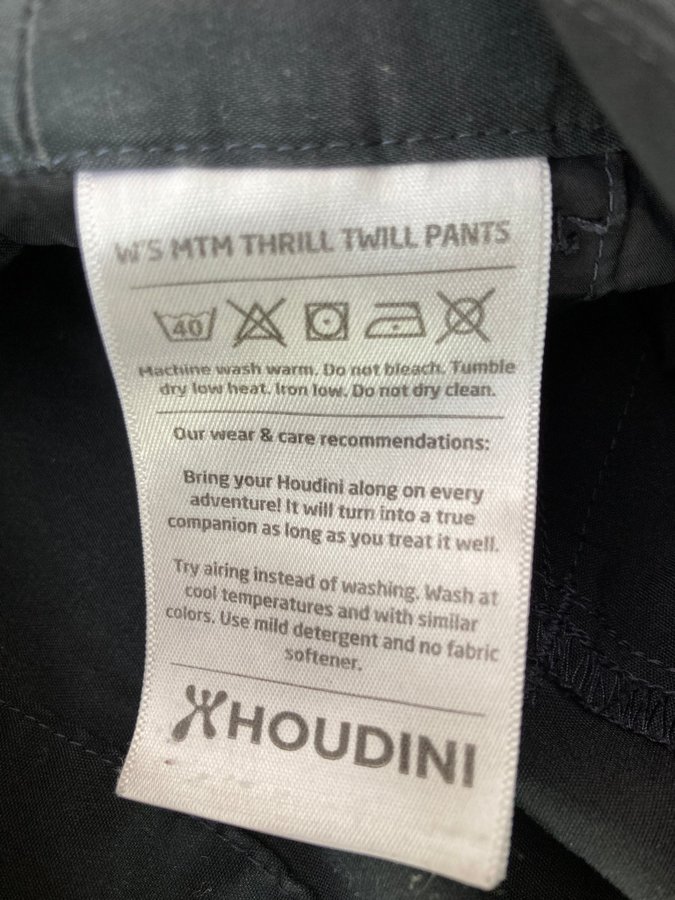 W'S MTM THRILL TWILL PANTS
40
Machine wash warm. Do not bleach. Tumble
dry low heat. Iron low. Do not dry clean.
Our wear & care recommendations:
Bring your Houdini along on every
adventure! It will turn into a true
companion as long as you treat it well.
Try airing instead of washing. Wash at
cool temperatures and with similar
colors. Use mild detergent and no fabric
softener.
HOUDINI